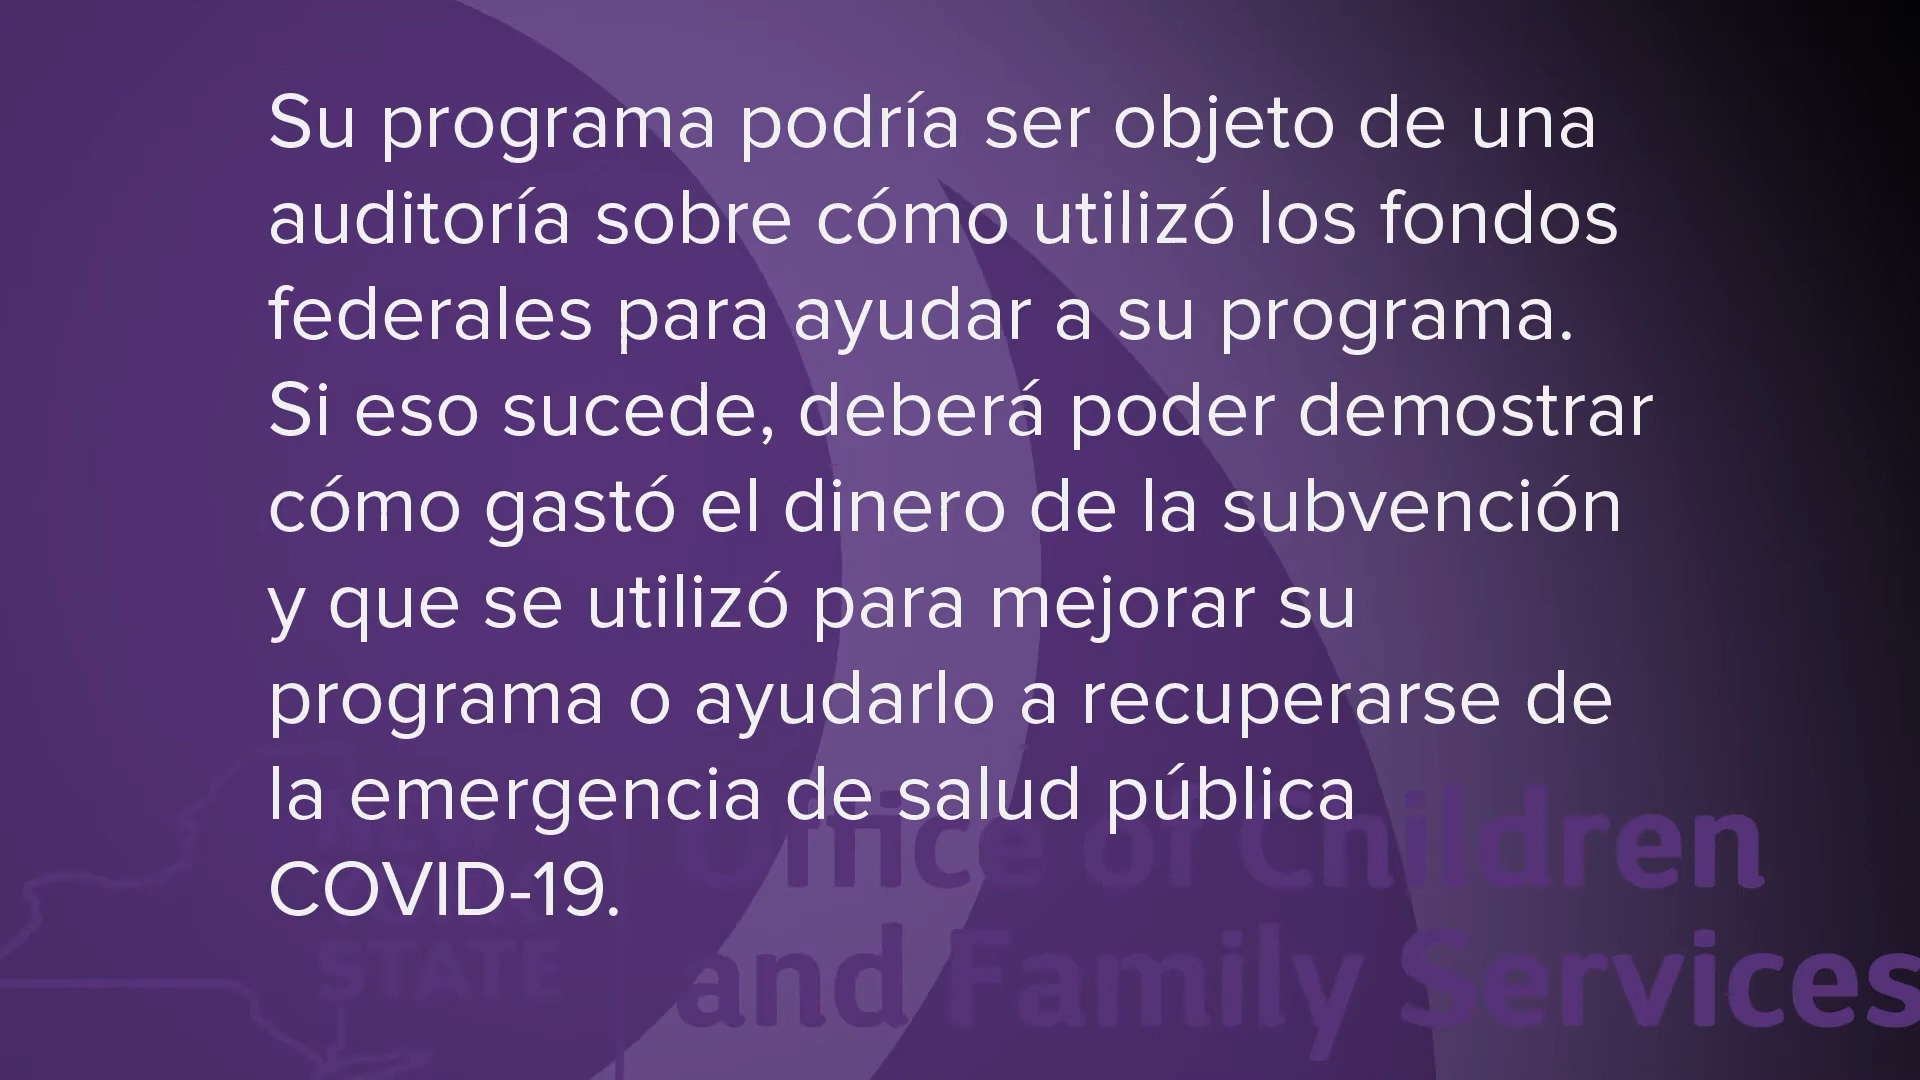 Su programa podría ser objeto de una
auditoría sobre cómo utilizó los fondos
federales para ayudar a su programa.
Si eso sucede, deberá poder demostrar
cómo gastó el dinero de la subvención
y que se utilizó para mejorar su
programa o ayudarlo a recuperarse de
la emergencia de salud pública
COVID-19.
NEW
STATE
Office of Children
and Family Services